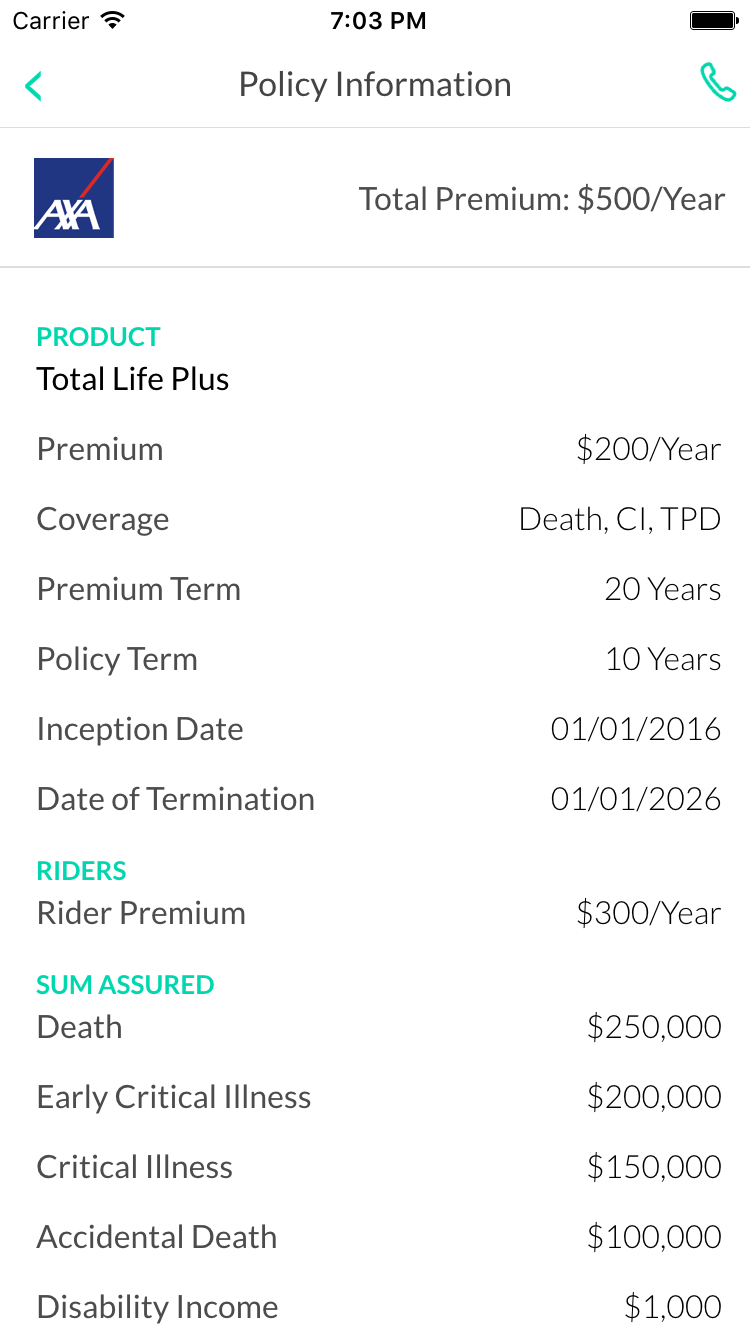 Carrier 7:03 PM
Policy Information
AXA Total Premium: $500/Year
PRODUCT
Total Life Plus
Premium $200/Year
Coverage Death, CI, TPD
Premium Term 20 Years
Policy Term 10 Years
Inception Date 01/01/2016
Date of Termination 01/01/2026
RIDERS
Rider Premium $300/Year
SUM ASSURED
Death $250,000
Early Critical Illness $200,000
Critical Illness $150,000
Accidental Death $100,000
Disability Income $1,000